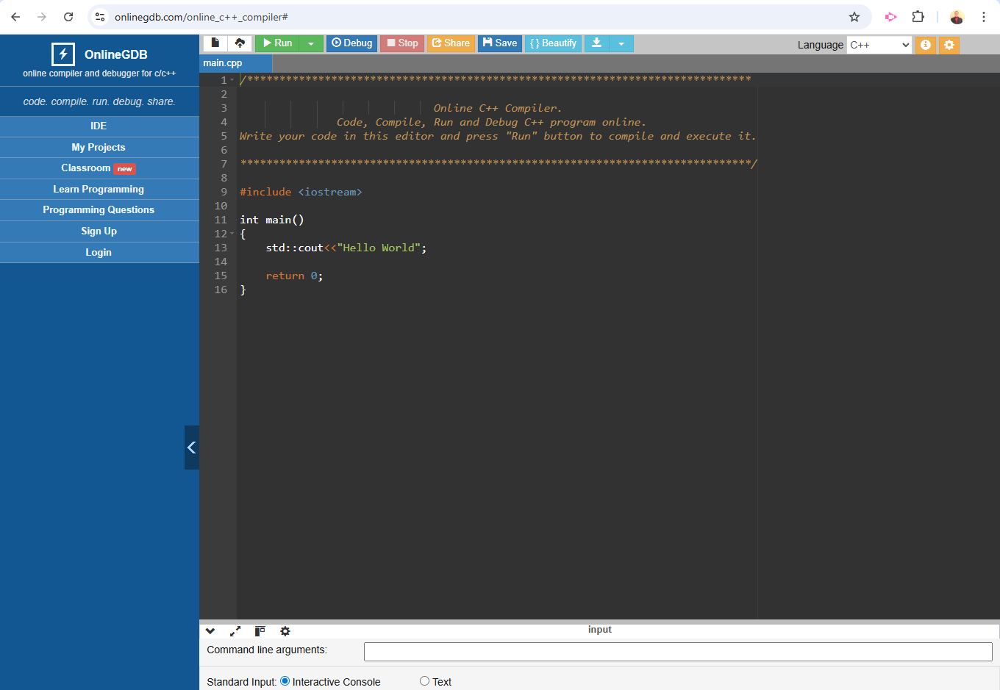 onlinegdb.com/online_c++_compiler#
OnlineGDB
online compiler and debugger for c/c++
code. compile. run. debug. share.
IDE
My Projects
Classroom new
Learn Programming
Programming Questions
Sign Up
Login
Run Debug Stop Share Save { } Beautify
Language C++
main.cpp
1 /******************************************************************************
2
3 Online C++ Compiler.
4 Code, Compile, Run and Debug C++ program online.
5 Write your code in this editor and press "Run" button to compile and execute it.
6
7 *******************************************************************************/
8
9 #include <iostream>
10
11 int main()
12 {
13     std::cout<<"Hello World";
14
15     return 0;
16 }
input
Command line arguments:
Standard Input: Interactive Console Text